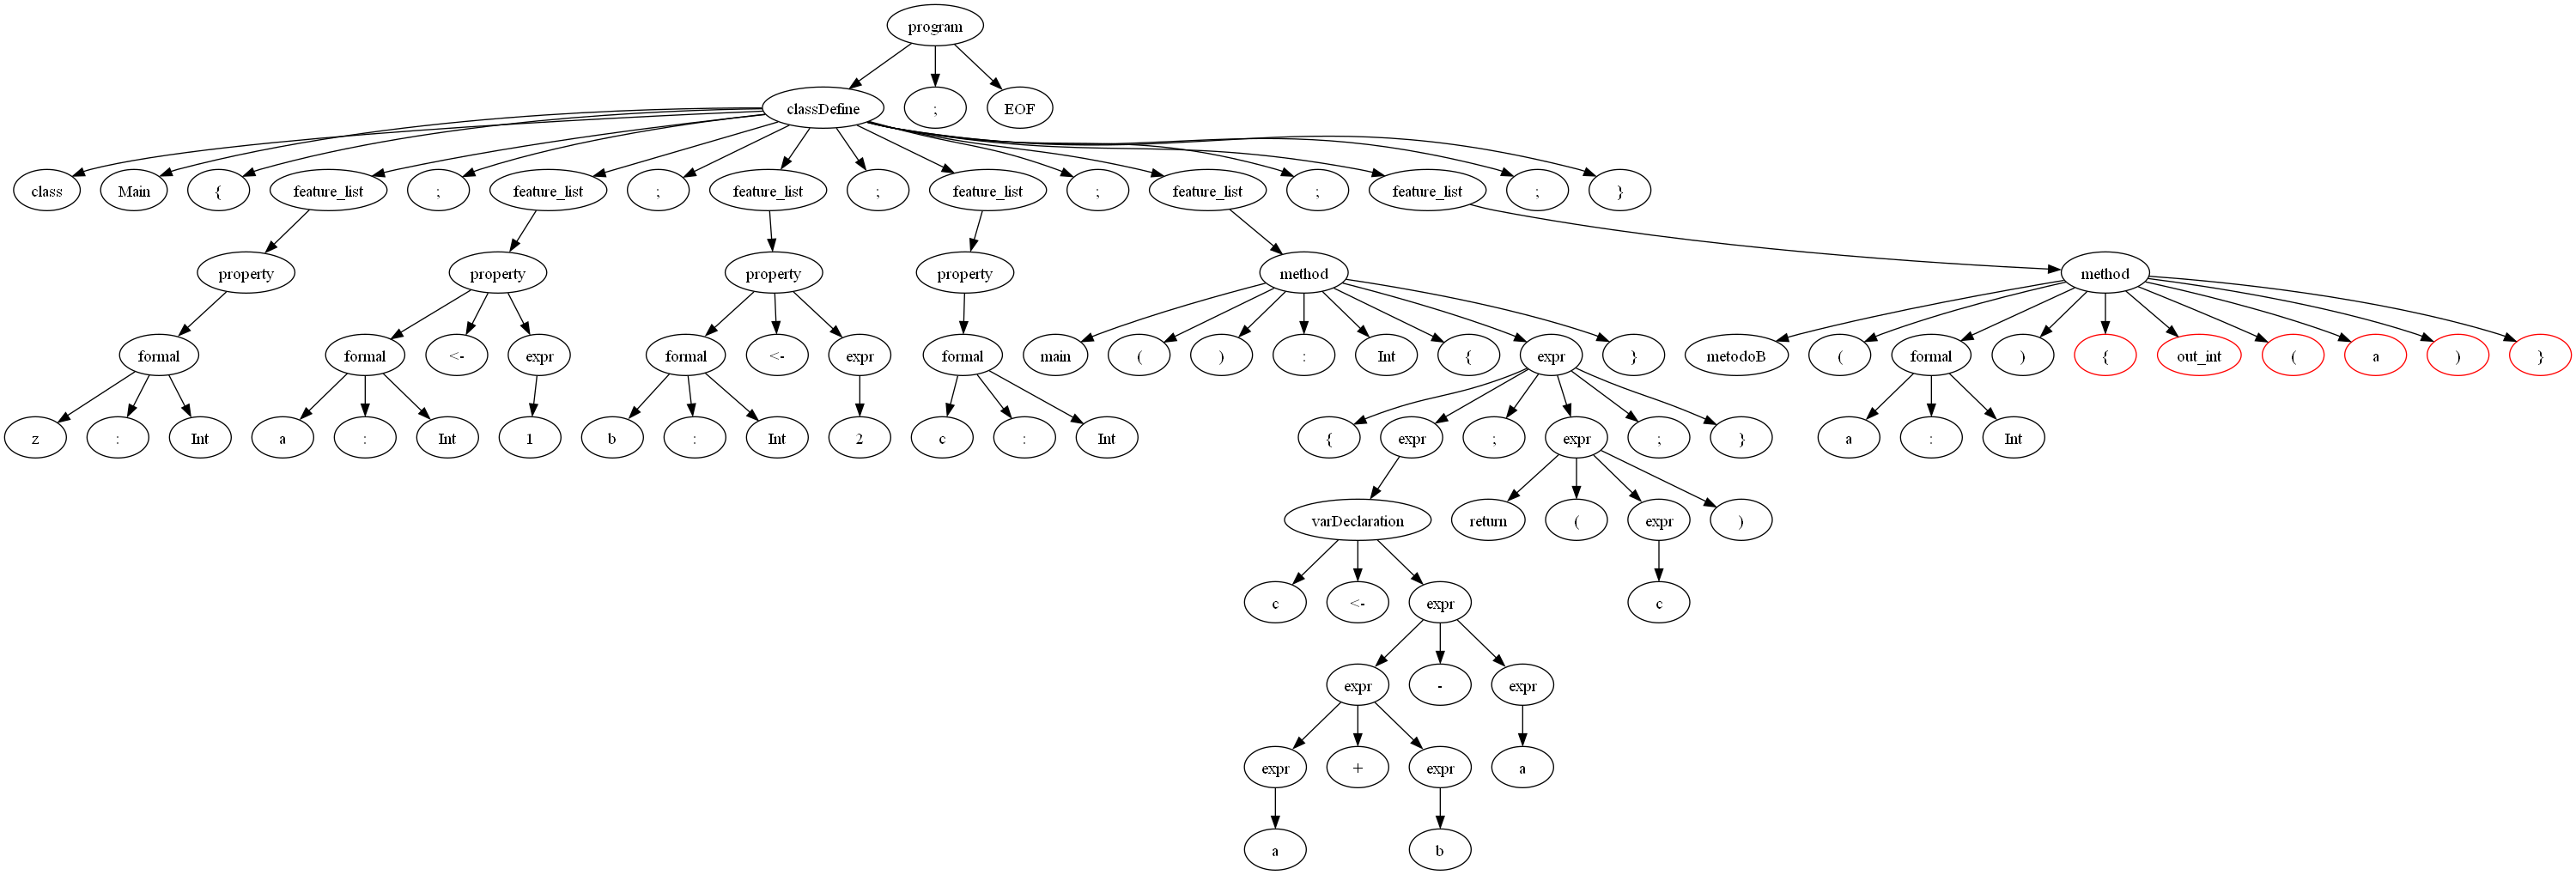 program
classDefine ; EOF
class Main { feature_list ; feature_list ; feature_list ; feature_list ; feature_list ; feature_list ; }
property property property property method method
formal formal <- expr formal <- expr formal main ( ) : Int { expr } metodoB ( formal ) { out_int ( a ) }
z : Int a : Int 1 b : Int 2 c : Int { expr ; expr ; } a : Int
varDeclaration return ( expr )
c <- expr c
expr - expr
expr + expr a
a b